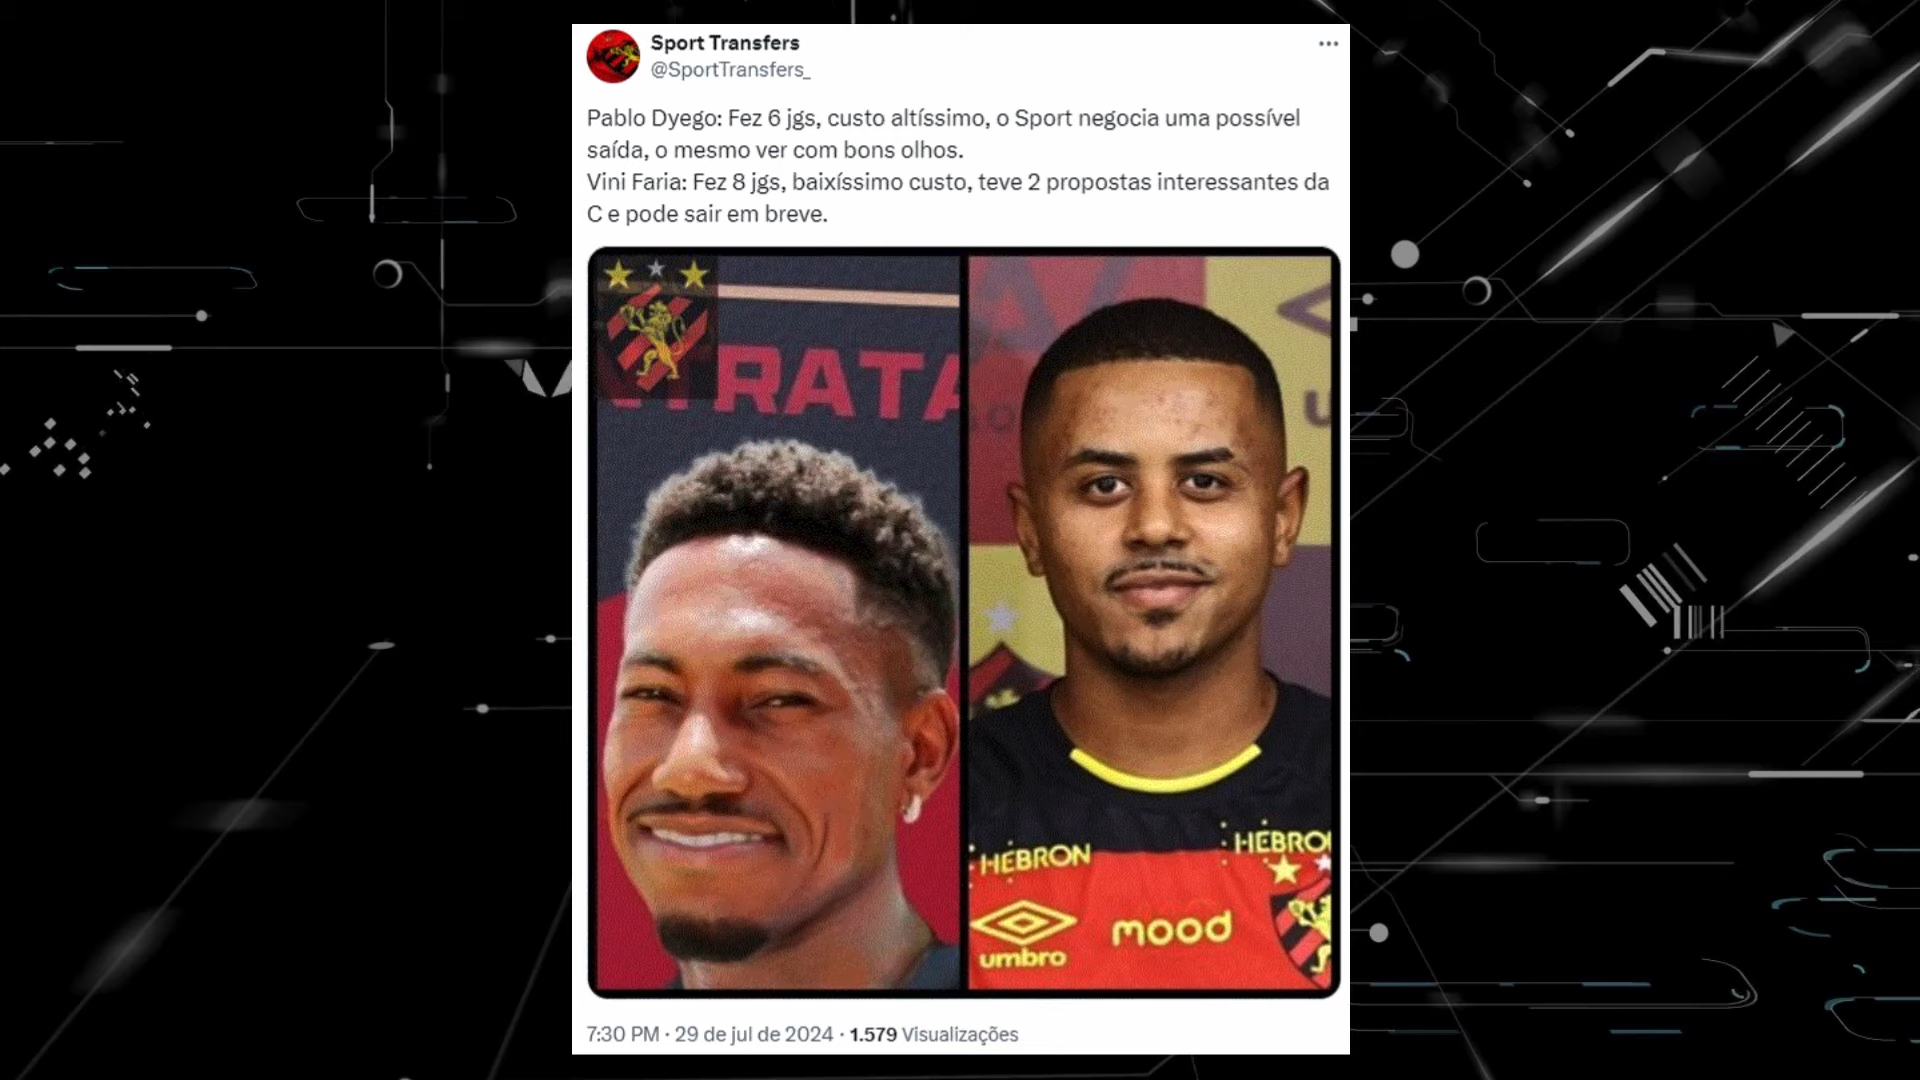 Sport Transfers
@SportTransfers_
Pablo Dyego: Fez 6 jgs, custo altíssimo, o Sport negocia uma possível
saída, o mesmo ver com bons olhos.
Vini Faria: Fez 8 jgs, baixíssimo custo, teve 2 propostas interessantes da
C e pode sair em breve.
TRATA
HEBRON
HEBRO
umbro
mood
7:30 PM · 29 de jul de 2024 · 1.579 Visualizações